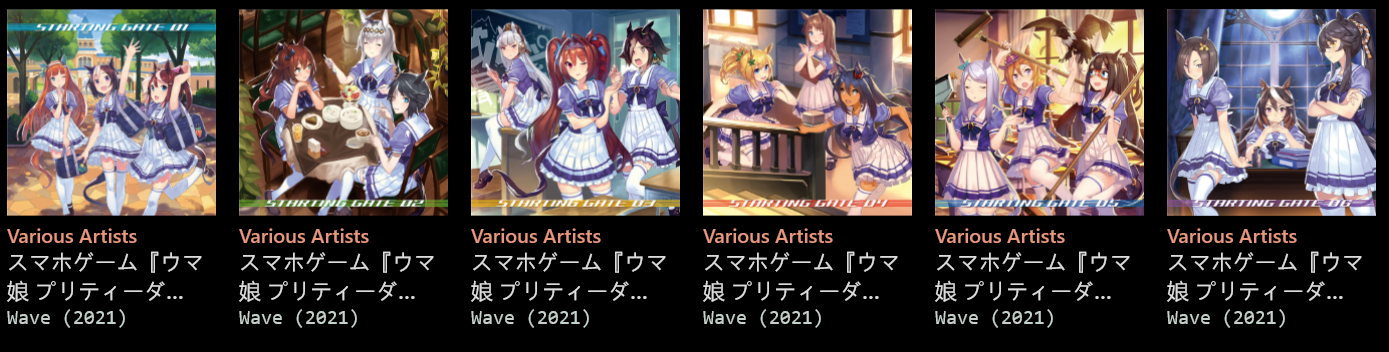 STARTING GATE 01
Various Artists
スマホゲーム『ウマ
娘 プリティーダ...
Wave (2021)
STARTING GATE 02
Various Artists
スマホゲーム『ウマ
娘 プリティーダ...
Wave (2021)
STARTING GATE 03
Various Artists
スマホゲーム『ウマ
娘 プリティーダ...
Wave (2021)
STARTING GATE 04
Various Artists
スマホゲーム『ウマ
娘 プリティーダ...
Wave (2021)
STARTING GATE 05
Various Artists
スマホゲーム『ウマ
娘 プリティーダ...
Wave (2021)
STARTING GATE 06
Various Artists
スマホゲーム『ウマ
娘 プリティーダ...
Wave (2021)